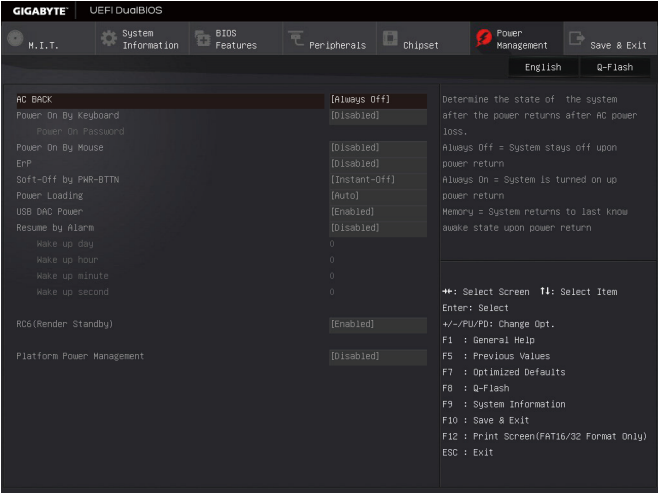 GIGABYTE™ UEFI DualBIOS
M.I.T. System Information BIOS Features Peripherals Chipset Power Management Save & Exit
English Q-Flash
AC BACK [Always Off]
Power On By Keyboard [Disabled]
Power On Password
Power On By Mouse [Disabled]
ErP [Disabled]
Soft-Off by PWR-BTTN [Instant-Off]
Power Loading [Auto]
USB DAC Power [Enabled]
Resume by Alarm [Disabled]
Wake up day 0
Wake up hour 0
Wake up minute 0
Wake up second 0
RC6(Render Standby) [Enabled]
Platform Power Management [Disabled]
Determine the state of the system
after the power returns after AC power
loss.
Always Off = System stays off upon
power return
Always On = System is turned on up
power return
Memory = System returns to last know
awake state upon power return
→←: Select Screen ↑↓: Select Item
Enter: Select
+/-/PU/PD: Change Opt.
F1 : General Help
F5 : Previous Values
F7 : Optimized Defaults
F8 : Q-Flash
F9 : System Information
F10 : Save & Exit
F12 : Print Screen(FAT16/32 Format Only)
ESC : Exit